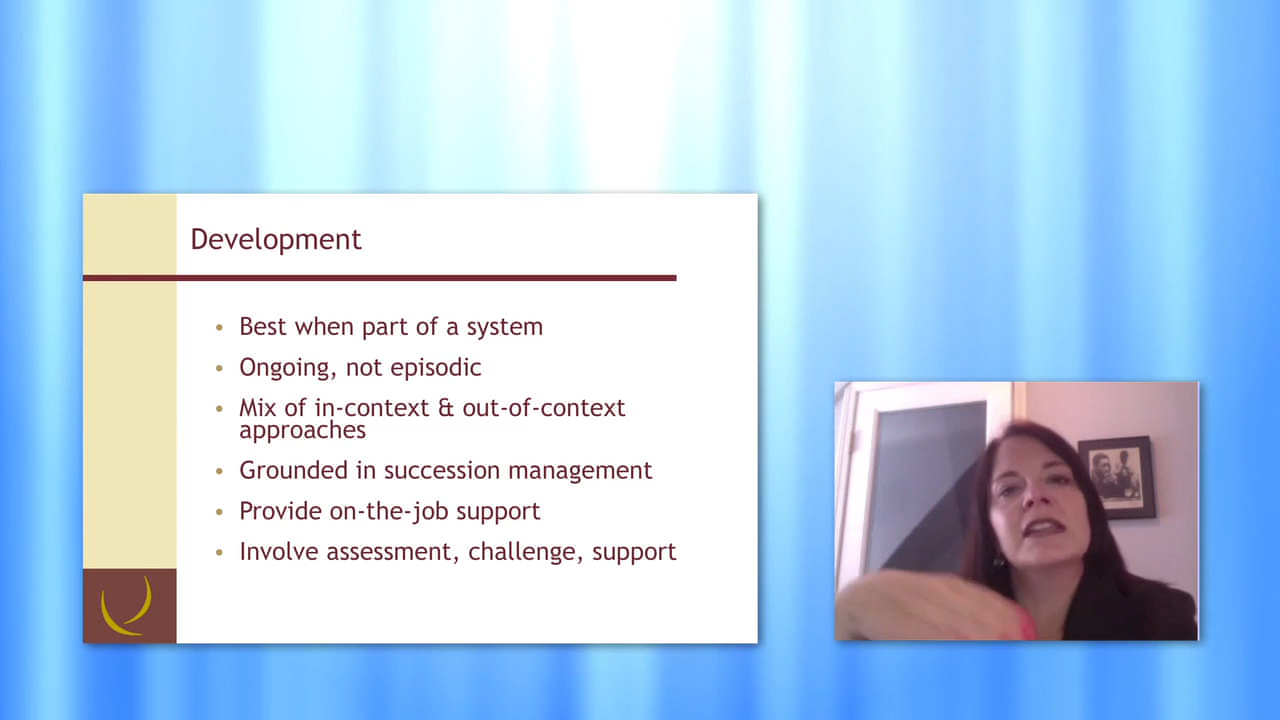 Development
• Best when part of a system
• Ongoing, not episodic
• Mix of in-context & out-of-context
approaches
• Grounded in succession management
• Provide on-the-job support
• Involve assessment, challenge, support